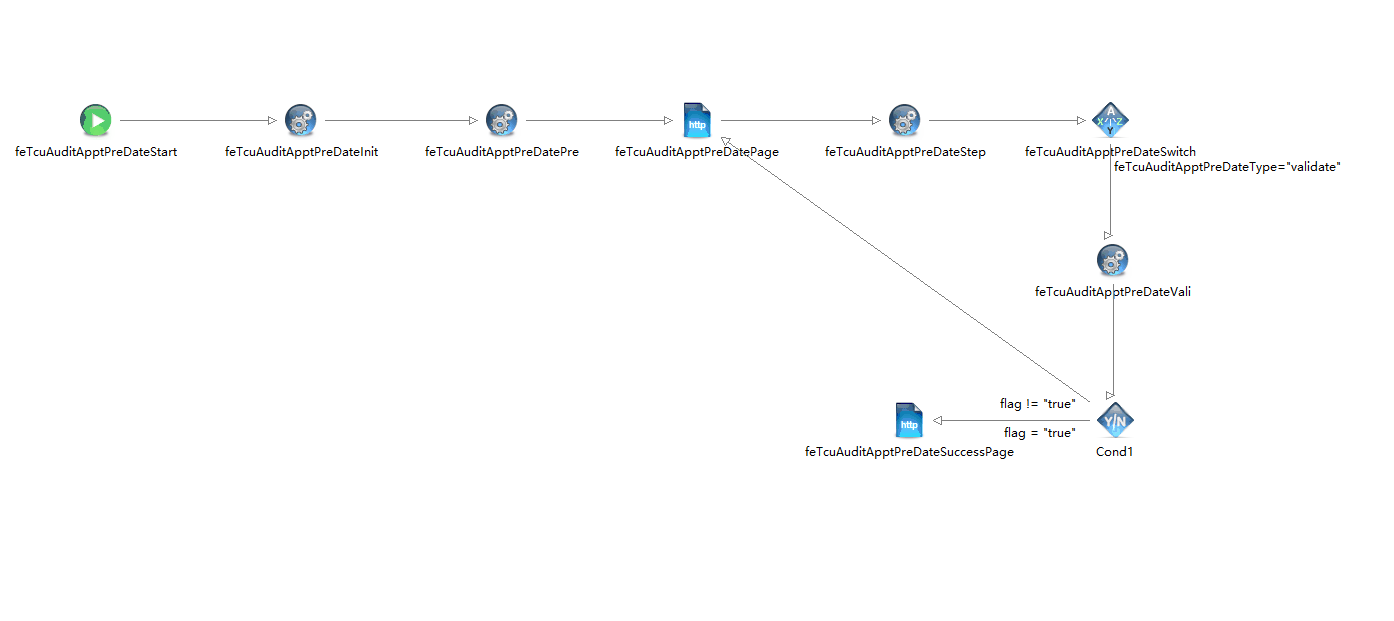 feTcuAuditApptPreDateStart
feTcuAuditApptPreDateInit
feTcuAuditApptPreDatePre
http
feTcuAuditApptPreDatePage
feTcuAuditApptPreDateStep
A
X Z
Y
feTcuAuditApptPreDateSwitch
feTcuAuditApptPreDateType="validate"
feTcuAuditApptPreDateVali
flag != "true"
flag = "true"
http
feTcuAuditApptPreDateSuccessPage
Y|N
Cond1